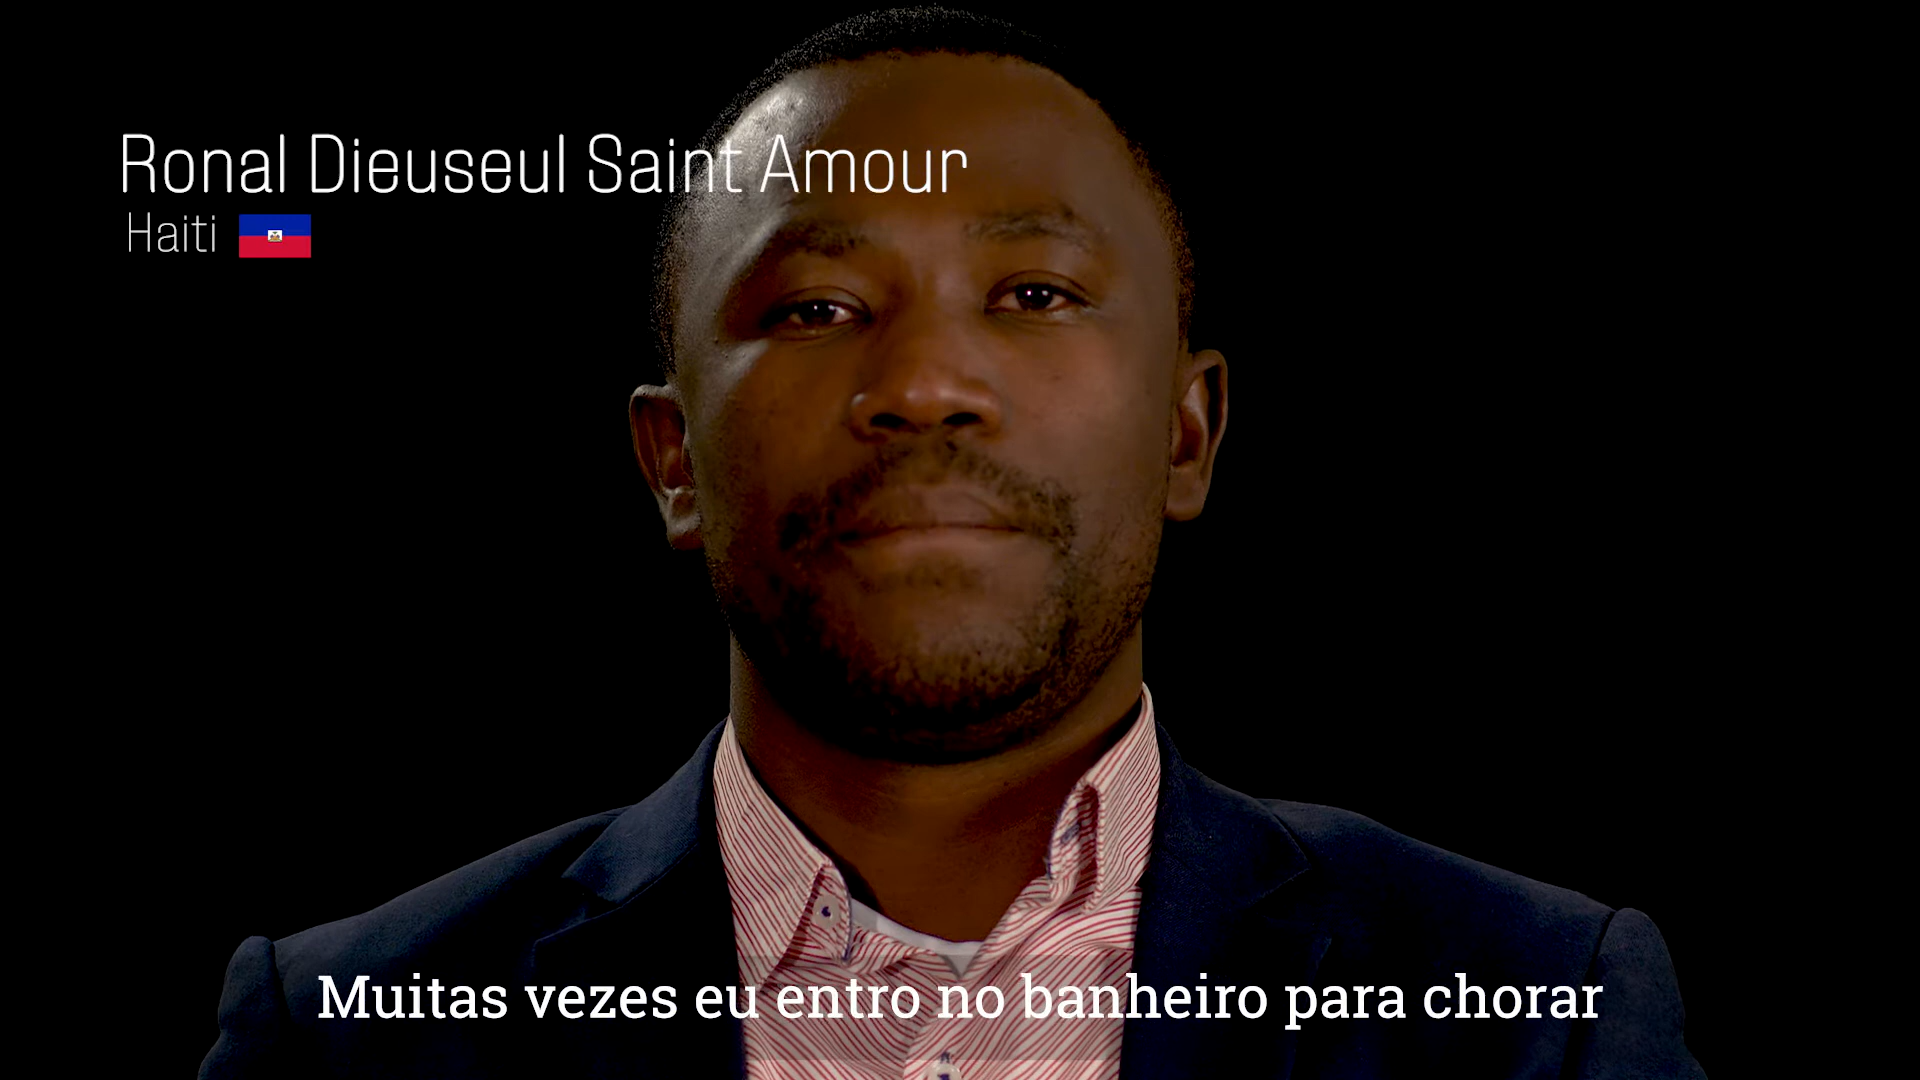 Ronal Dieuseul Saint Amour
Haiti
Muitas vezes eu entro no banheiro para chorar